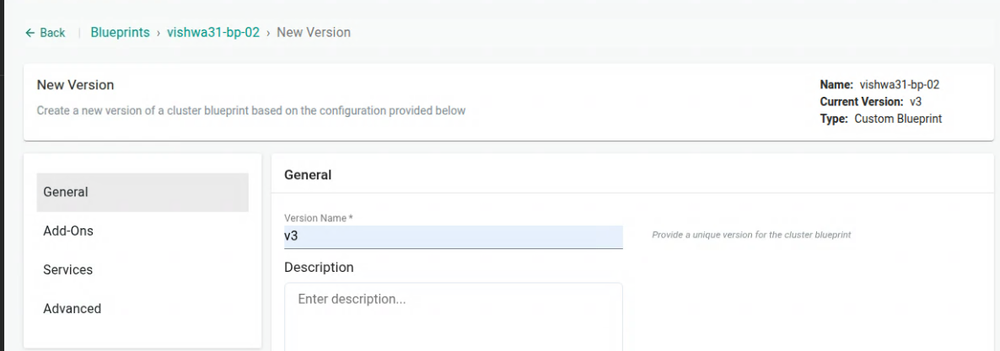 ← Back | Blueprints › vishwa31-bp-02 › New Version
New Version
Create a new version of a cluster blueprint based on the configuration provided below
Name: vishwa31-bp-02
Current Version: v3
Type: Custom Blueprint
General
Add-Ons
Services
Advanced
General
Version Name *
v3
Provide a unique version for the cluster blueprint
Description
Enter description...